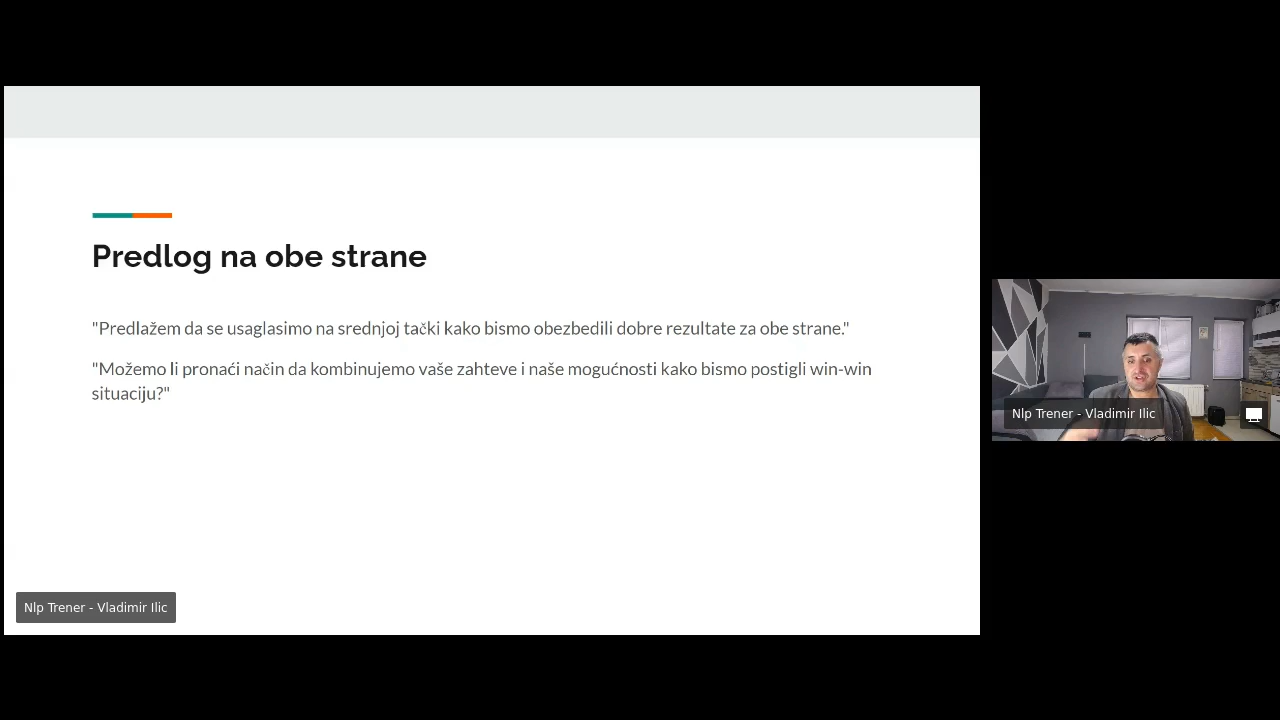 Predlog na obe strane
"Predlažem da se usaglasimo na srednjoj tački kako bismo obezbedili dobre rezultate za obe strane."
"Možemo li pronaći način da kombinujemo vaše zahteve i naše mogućnosti kako bismo postigli win-win
situaciju?"
Nlp Trener - Vladimir Ilic
Nlp Trener - Vladimir Ilic